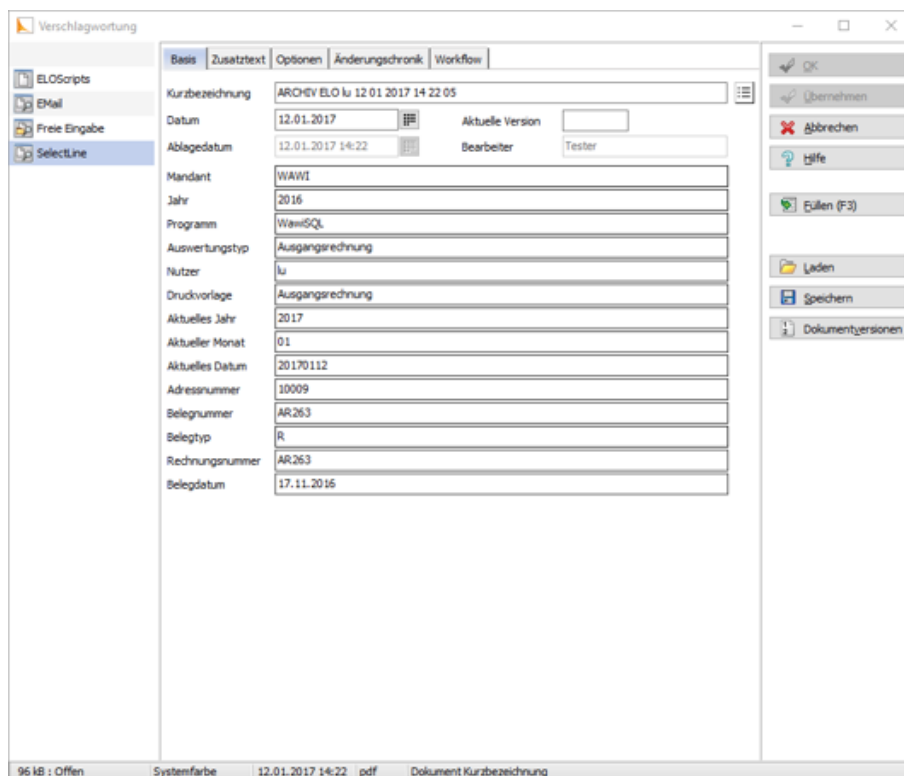 Verschlagwortung
ELOScripts
EMail
Freie Eingabe
SelectLine
Basis Zusatztext Optionen Änderungschronik Workflow
Kurzbezeichnung ARCHIV ELO lu 12 01 2017 14 22 05
Datum 12.01.2017 Aktuelle Version
Ablagedatum 12.01.2017 14:22 Bearbeiter Tester
Mandant WAWI
Jahr 2016
Programm WawiSQL
Auswertungstyp Ausgangsrechnung
Nutzer lu
Druckvorlage Ausgangsrechnung
Aktuelles Jahr 2017
Aktueller Monat 01
Aktuelles Datum 20170112
Adressnummer 10009
Belegnummer AR263
Belegtyp R
Rechnungsnummer AR263
Belegdatum 17.11.2016
OK
Übernehmen
Abbrechen
Hilfe
Füllen (F3)
Laden
Speichern
Dokumentversionen
96 kB : Offen Systemfarbe 12.01.2017 14:22 pdf Dokument Kurzbezeichnung